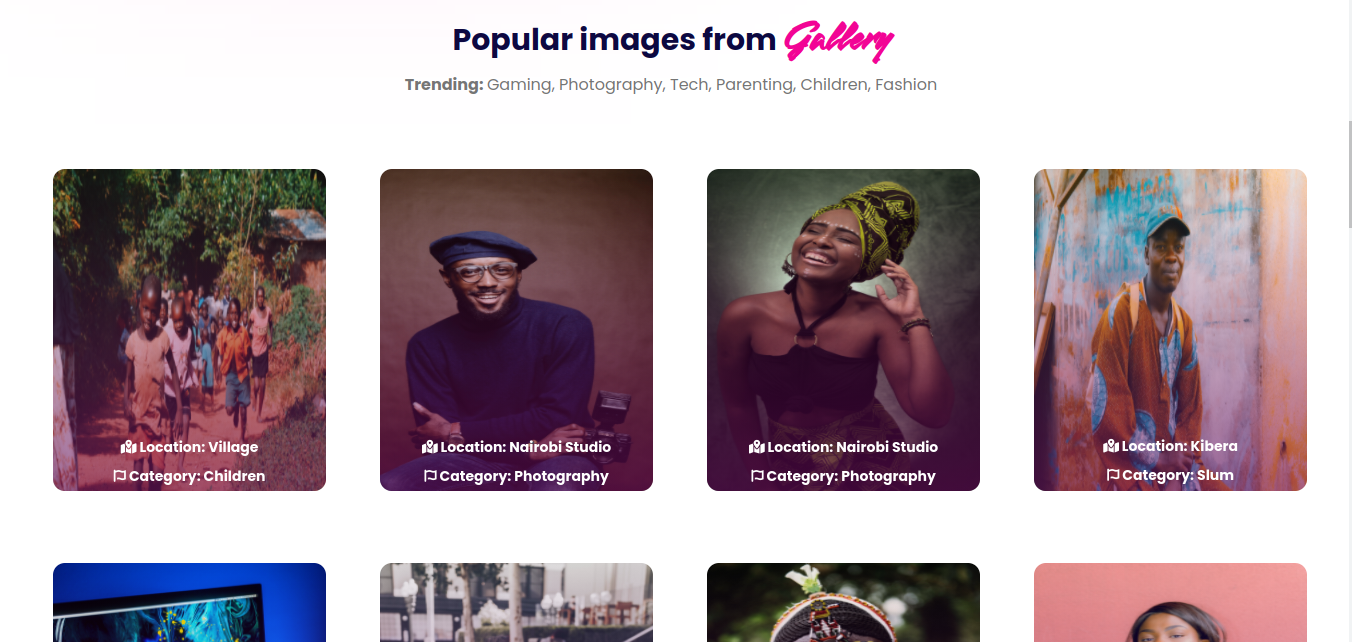 Popular images from Gallery
Trending: Gaming, Photography, Tech, Parenting, Children, Fashion
Location: Village
Category: Children
Location: Nairobi Studio
Category: Photography
Location: Nairobi Studio
Category: Photography
Location: Kibera
Category: Slum